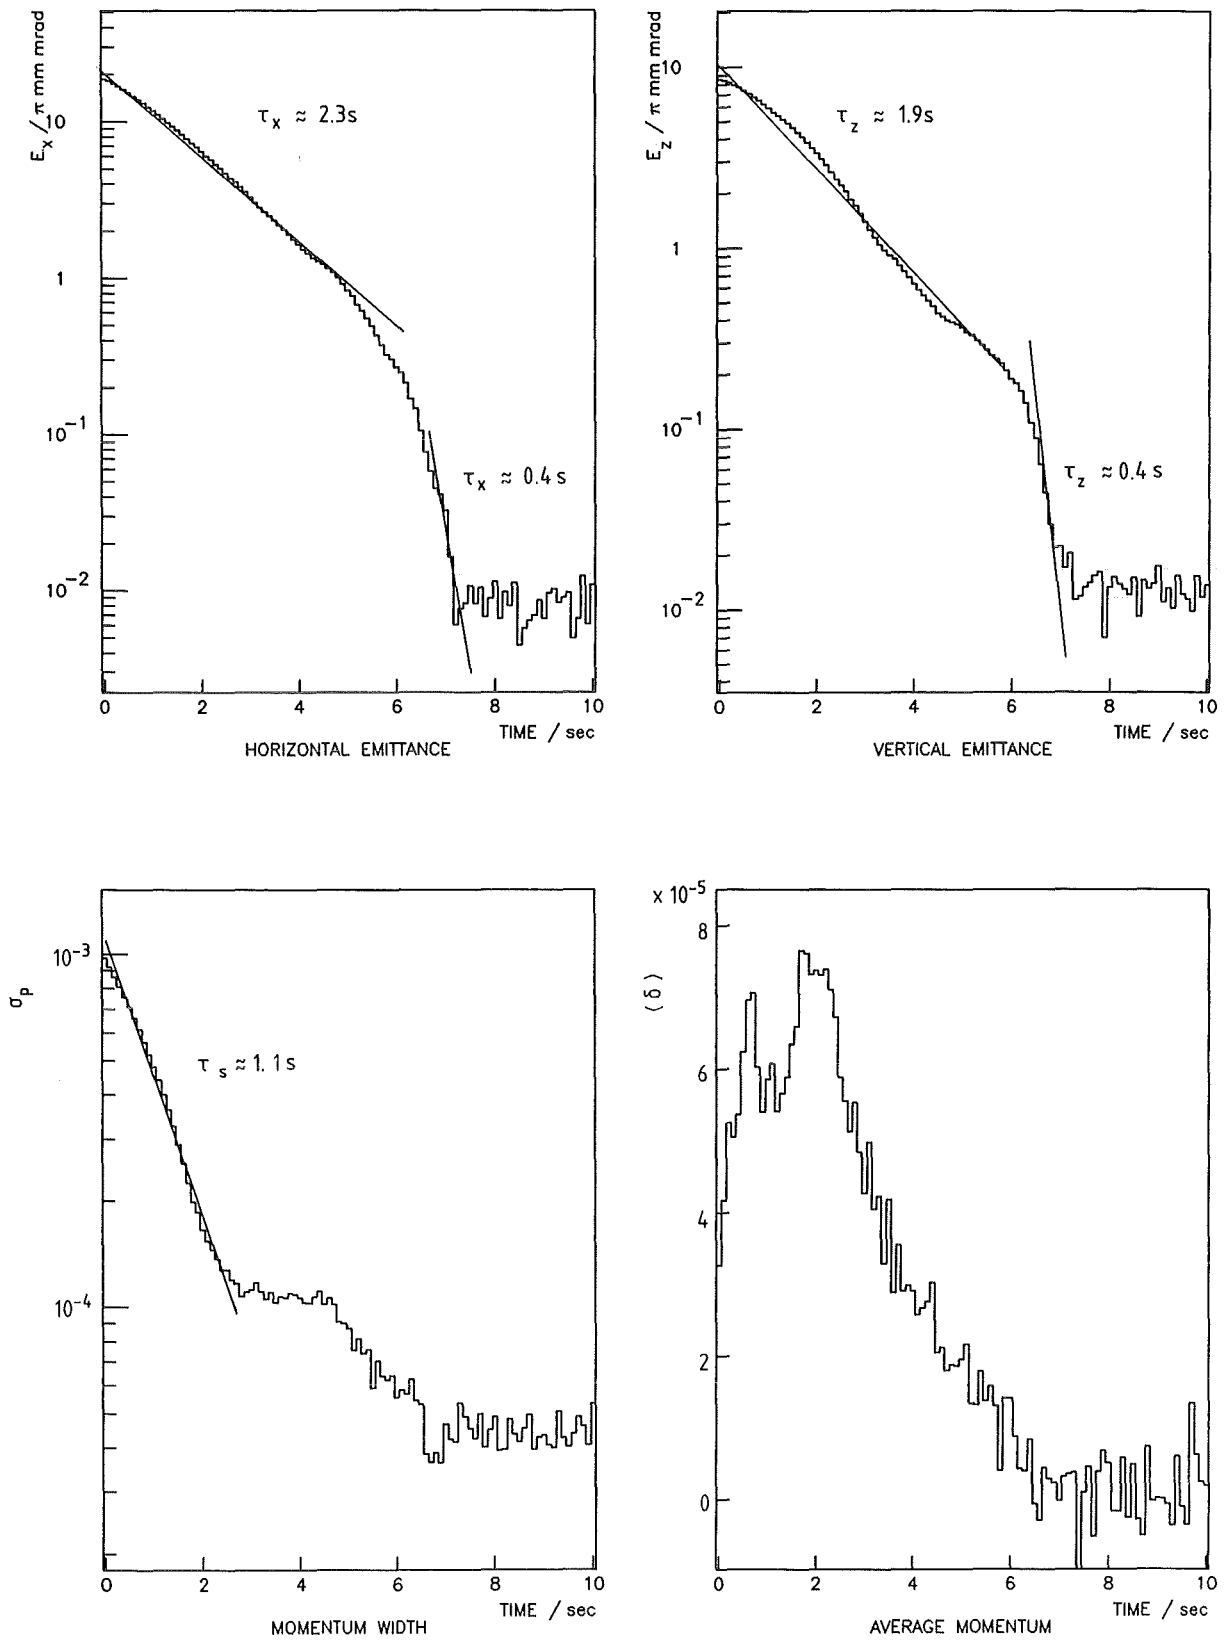 E_x / π mm mrad
10
1
10^-1
10^-2
τ_x ≈ 2.3s
τ_x ≈ 0.4s
0 2 4 6 8 10
TIME / sec
HORIZONTAL EMITTANCE
E_z / π mm mrad
10
1
10^-1
10^-2
τ_z ≈ 1.9s
τ_z ≈ 0.4s
0 2 4 6 8 10
TIME / sec
VERTICAL EMITTANCE
σ_p
10^-3
10^-4
τ_s ≈ 1.1s
0 2 4 6 8 10
TIME / sec
MOMENTUM WIDTH
x 10^-5
⟨δ⟩
8
6
4
2
0
0 2 4 6 8 10
TIME / sec
AVERAGE MOMENTUM